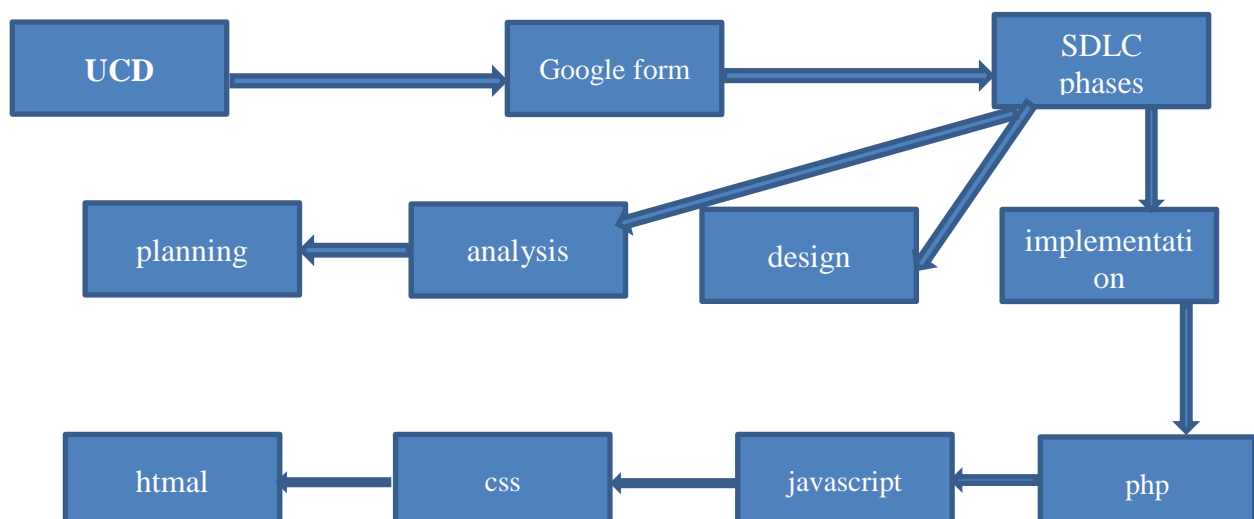 UCD
Google form
SDLC
phases
planning
analysis
design
implementati
on
htmal
css
javascript
php